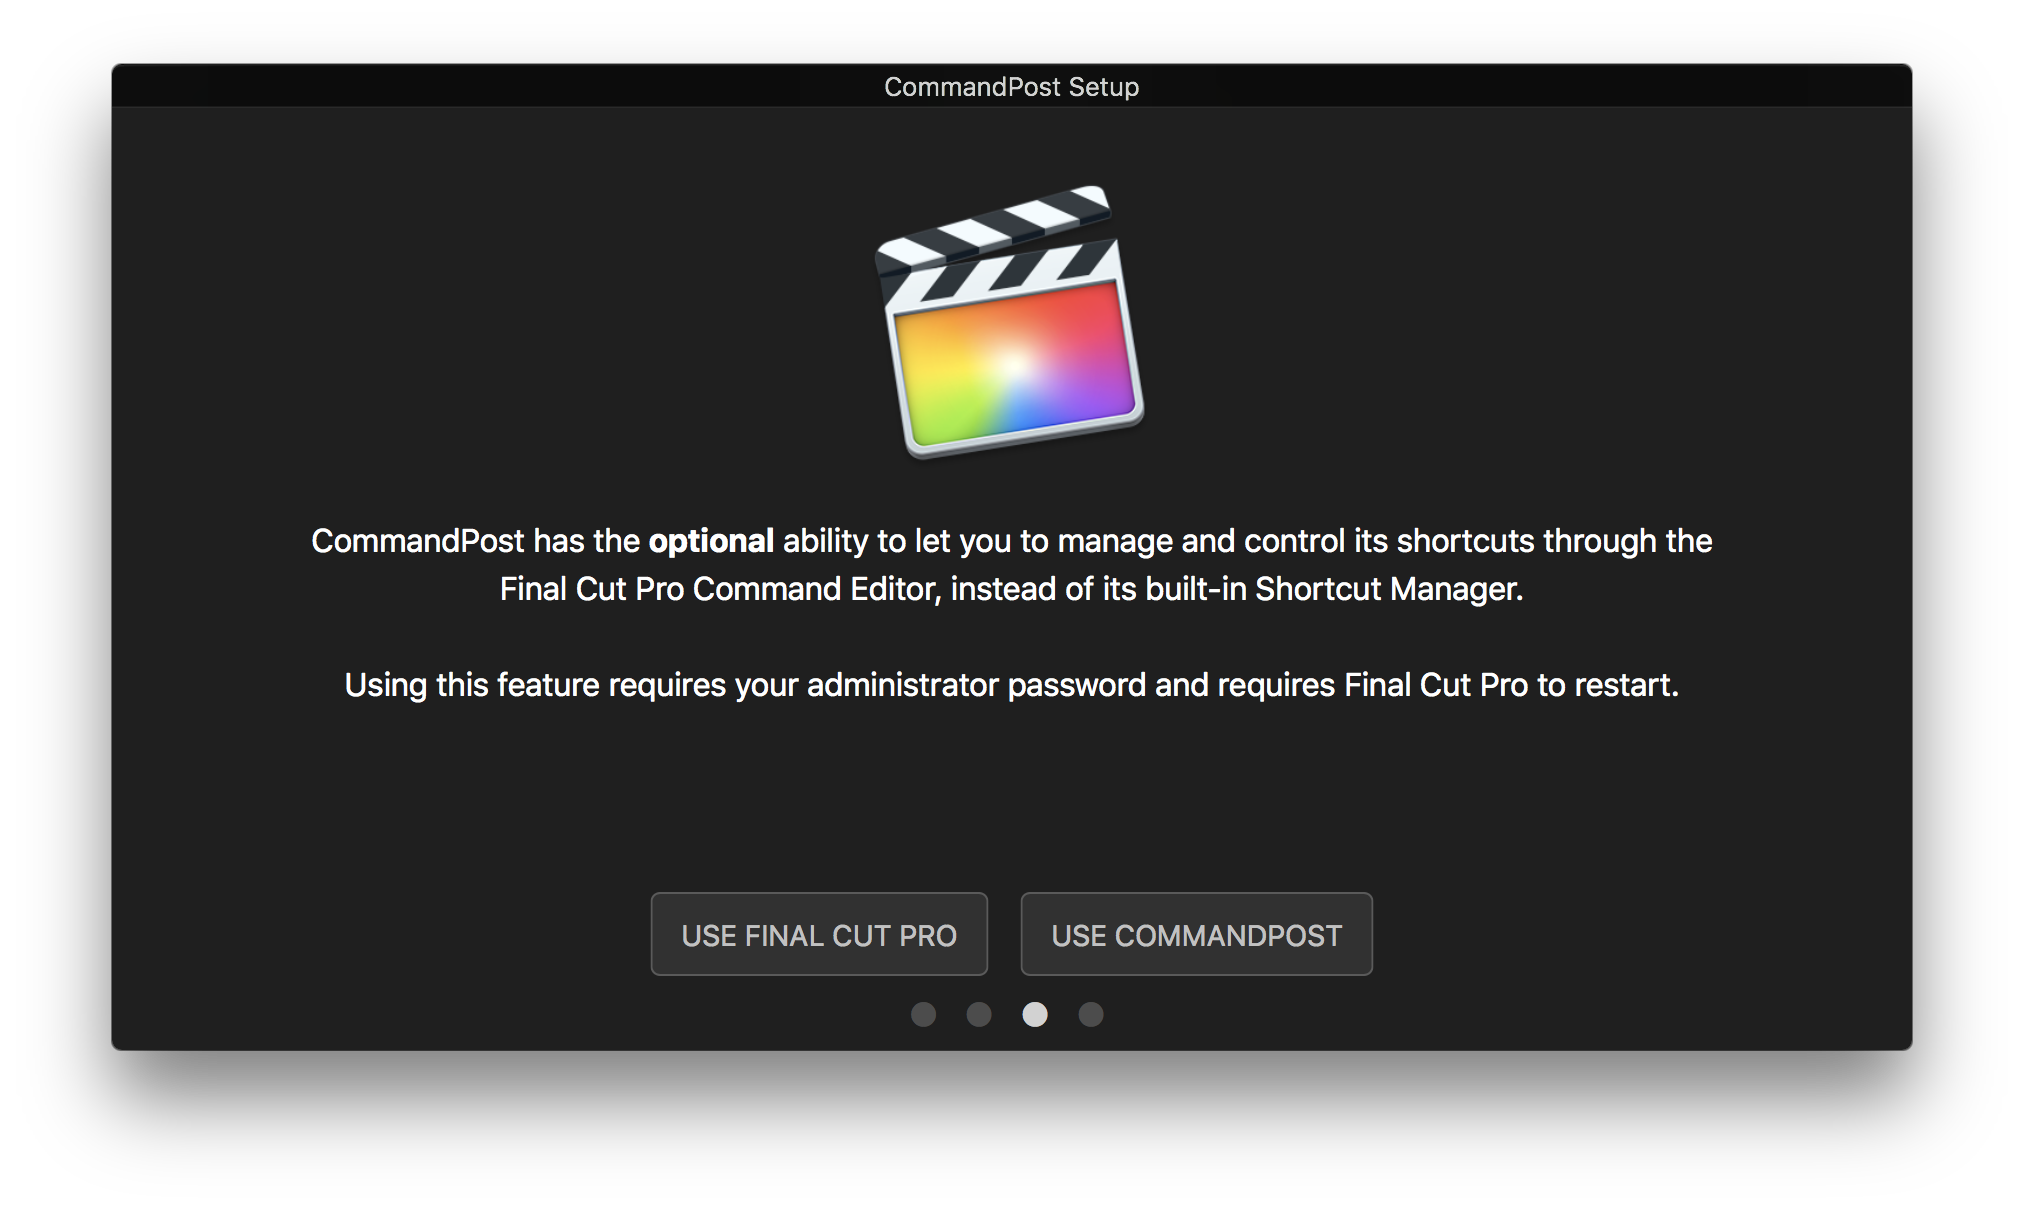 CommandPost Setup
CommandPost has the optional ability to let you to manage and control its shortcuts through the
Final Cut Pro Command Editor, instead of its built-in Shortcut Manager.
Using this feature requires your administrator password and requires Final Cut Pro to restart.
USE FINAL CUT PRO
USE COMMANDPOST